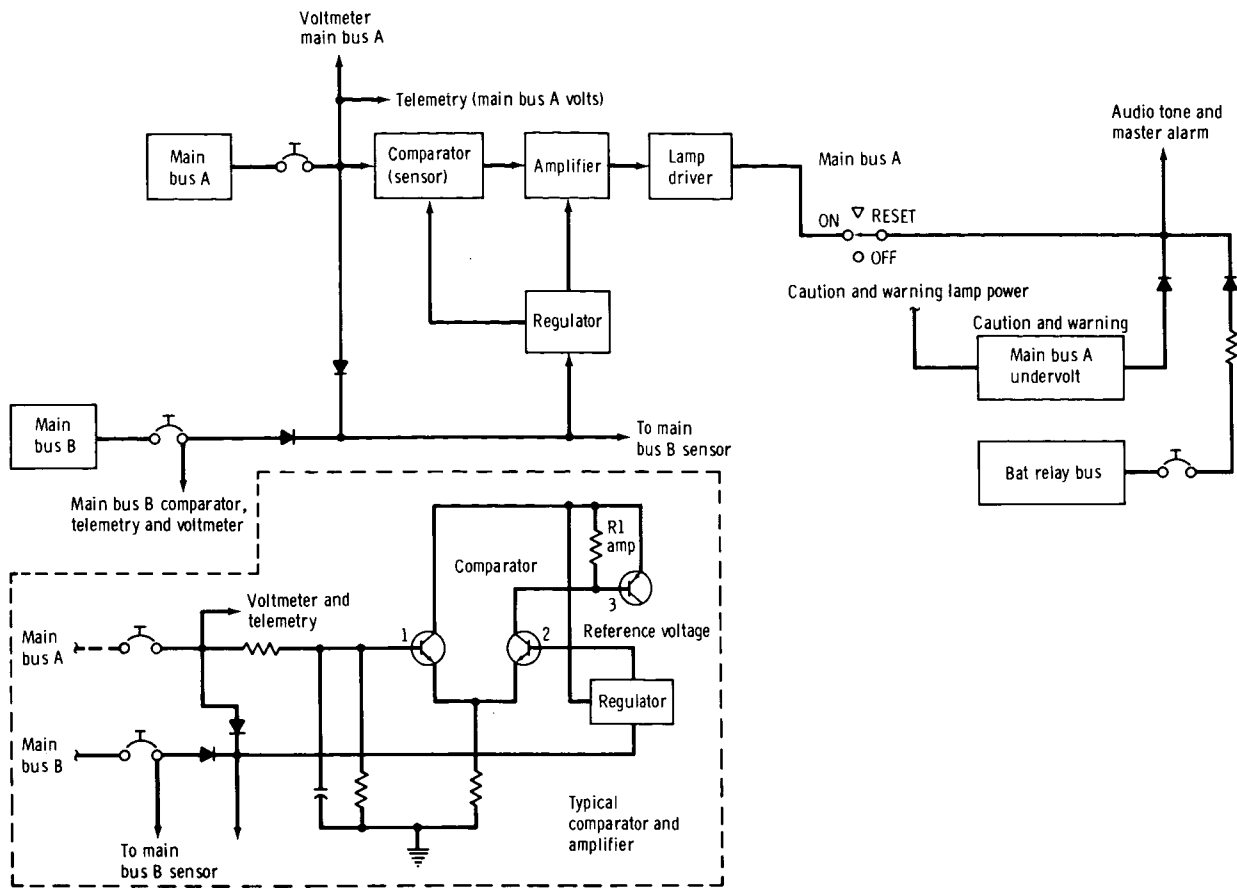 Voltmeter
main bus A
Telemetry (main bus A volts)
Audio tone and
master alarm
Main
bus A
Comparator
(sensor)
Amplifier
Lamp
driver
Main bus A
ON
RESET
OFF
Caution and warning lamp power
Regulator
Caution and warning
Main bus A
undervolt
Main
bus B
To main
bus B sensor
Bat relay bus
Main bus B comparator,
telemetry and voltmeter
R1
amp
Comparator
3
Voltmeter and
telemetry
Main
bus A
1
2
Reference voltage
Regulator
Main
bus B
Typical
comparator and
amplifier
To main
bus B sensor